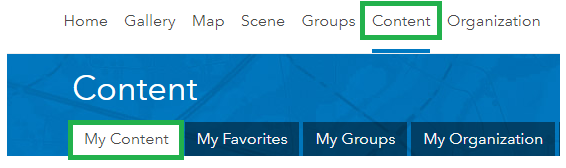 Home Gallery Map Scene Groups Content Organization
Content
My Content My Favorites My Groups My Organization